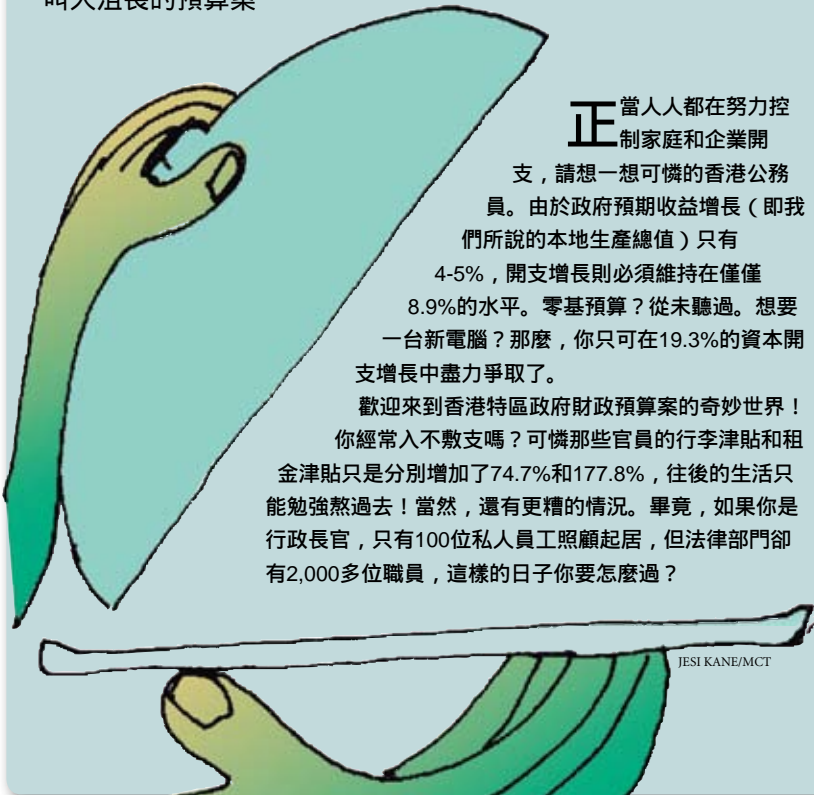 叫人沮喪的預算案
正當人人都在努力控
制家庭和企業開
支，請想一想可憐的香港公務
員。由於政府預期收益增長（即我
們所說的本地生產總值）只有
4-5%，開支增長則必須維持在僅僅
8.9%的水平。零基預算？從未聽過。想要
一台新電腦？那麼，你只可在19.3%的資本開
支增長中盡力爭取了。
歡迎來到香港特區政府財政預算案的奇妙世界！
你經常入不敷支嗎？可憐那些官員的行李津貼和租
金津貼只是分別增加了74.7%和177.8%，往後的生活只
能勉強熬過去！當然，還有更糟的情況。畢竟，如果你是
行政長官，只有100位私人員工照顧起居，但法律部門卻
有2,000多位職員，這樣的日子你要怎麼過？
JESI KANE/MCT